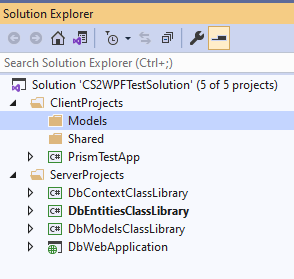 Solution Explorer
Search Solution Explorer (Ctrl+;)
Solution 'CS2WPFTestSolution' (5 of 5 projects)
ClientProjects
Models
Shared
C# PrismTestApp
ServerProjects
C# DbContextClassLibrary
C# DbEntitiesClassLibrary
C# DbModelsClassLibrary
DbWebApplication